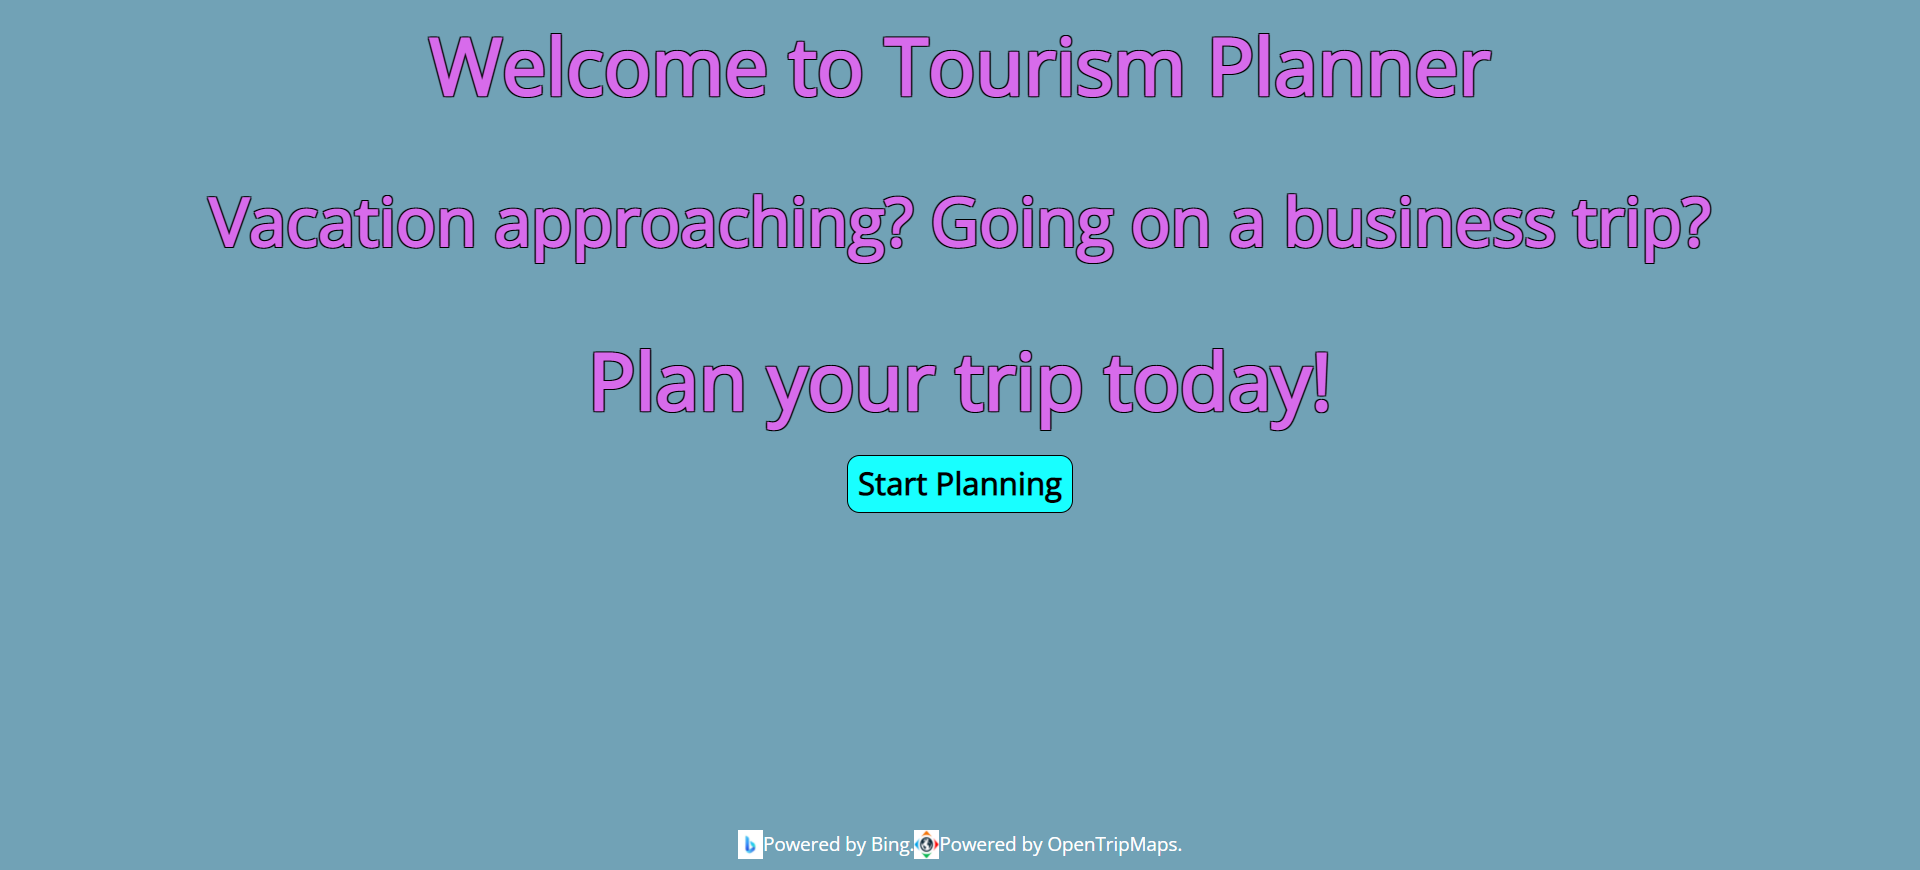 Welcome to Tourism Planner
Vacation approaching? Going on a business trip?
Plan your trip today!
Start Planning
Powered by Bing. Powered by OpenTripMaps.